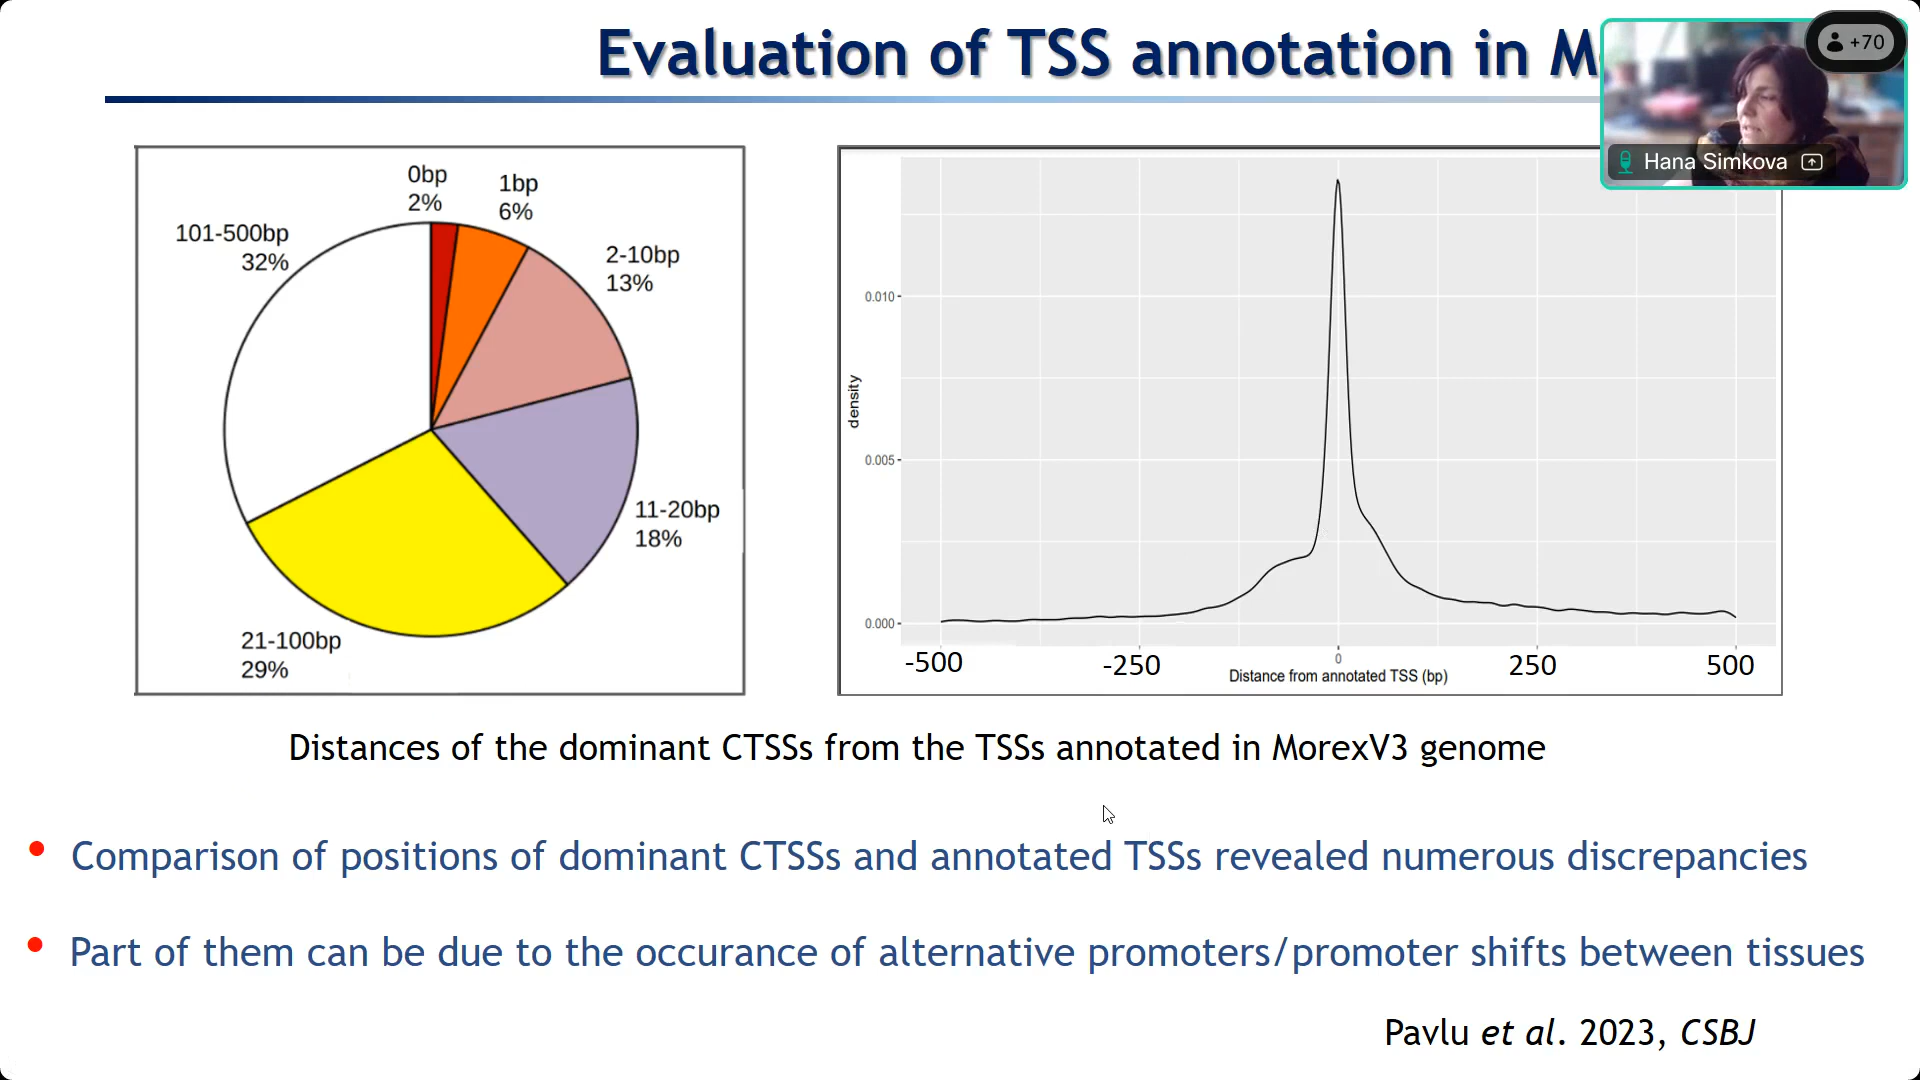 Evaluation of TSS annotation in M
+70
Hana Simkova
0bp
2%
1bp
6%
2-10bp
13%
11-20bp
18%
21-100bp
29%
101-500bp
32%
density
0.010
0.005
0.000
-500
-250
0
250
500
Distance from annotated TSS (bp)
Distances of the dominant CTSSs from the TSSs annotated in MorexV3 genome
• Comparison of positions of dominant CTSSs and annotated TSSs revealed numerous discrepancies
• Part of them can be due to the occurance of alternative promoters/promoter shifts between tissues
Pavlu et al. 2023, CSBJ